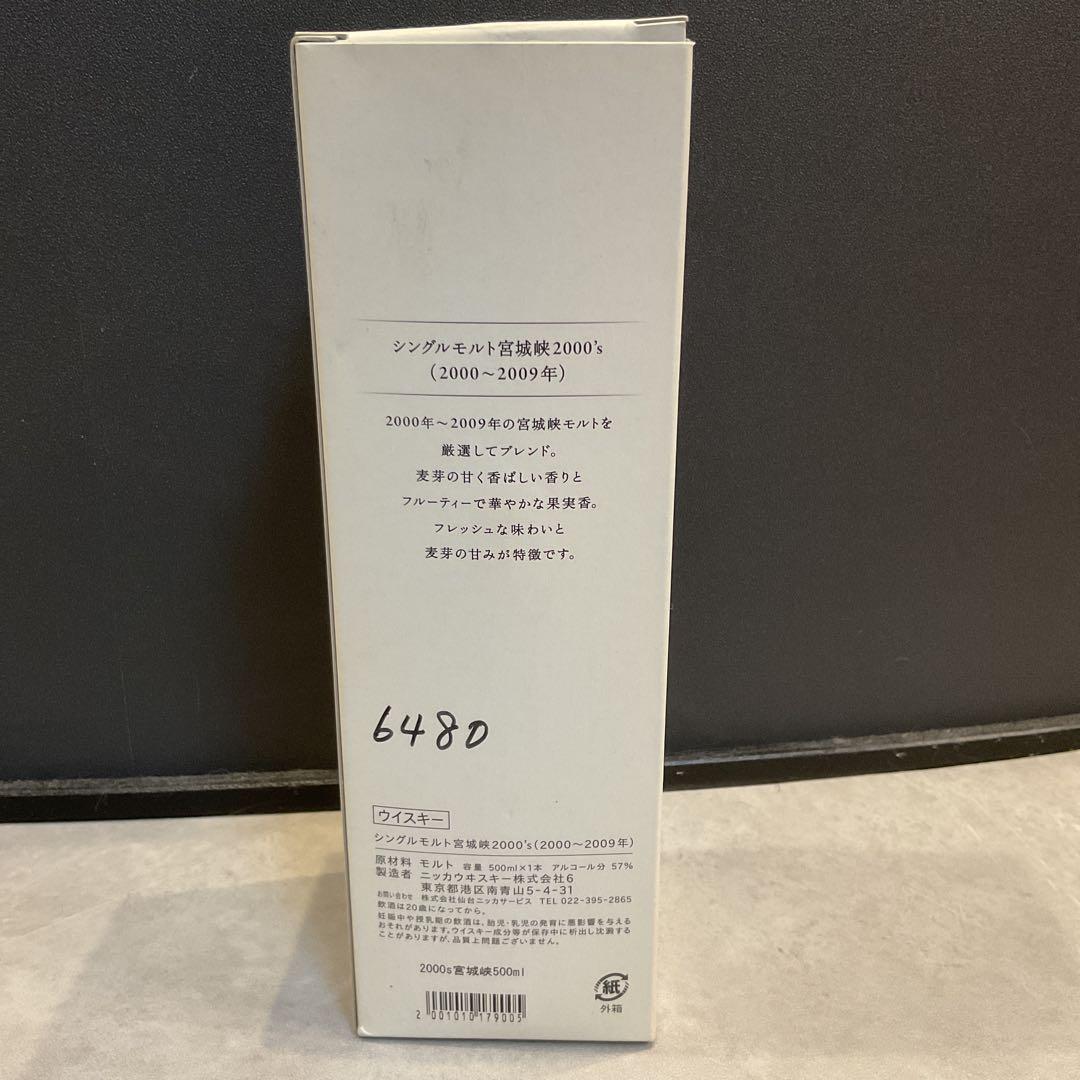 シングルモルト宮城峡2000's
（2000～2009年）
2000年～2009年の宮城峡モルトを
厳選してブレンド。
麦芽の甘く香ばしい香りと
フルーティーで華やかな果実香。
フレッシュな味わいと
麦芽の甘みが特徴です。
6480
ウイスキー
シングルモルト宮城峡2000's（2000～2009年）
原材料 モルト 容量 500ml×1本 アルコール分 57%
製造者 ニッカウヰスキー株式会社6
東京都港区南青山5-4-31
お問い合わせ 株式会社仙台ニッカサービス TEL 022-395-2865
飲酒は20歳になってから。
妊娠中や授乳期の飲酒は、胎児・乳児の発育に悪影響を与える
おそれがあります。ウイスキー成分等が保存中に析出し沈澱する
ことがありますが、品質上問題ございません。
2000s宮城峡500ml
2 001010 179005
紙
外箱